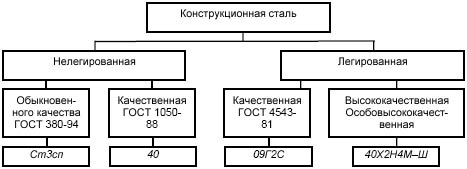 Конструкционная сталь
Нелегированная
Легированная
Обыкновен-
ного качества
ГОСТ 380-94
Качественная
ГОСТ 1050-
88
Качественная
ГОСТ 4543-
81
Высококачественная
Особовысококачест-
венная
Ст3сп
40
09Г2С
40Х2Н4М–Ш